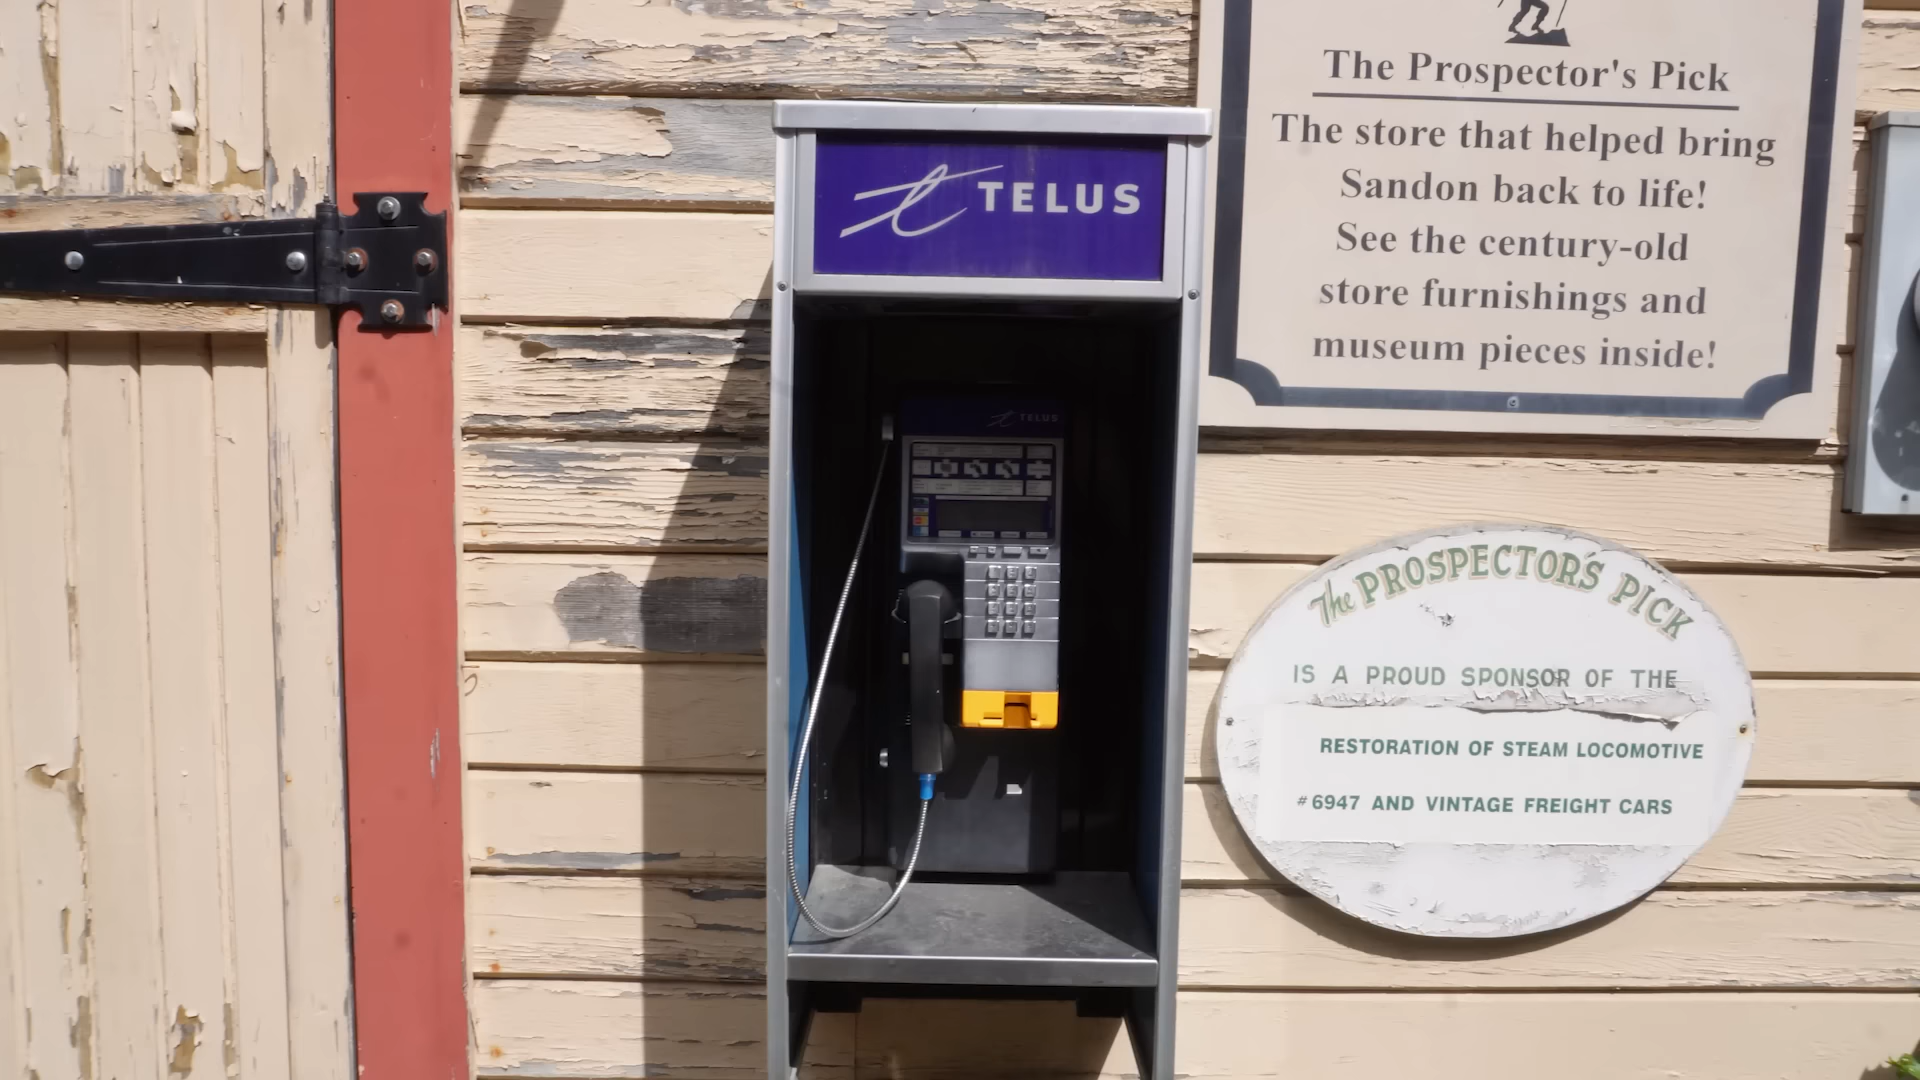 TELUS
TELUS
The Prospector's Pick
The store that helped bring
Sandon back to life!
See the century-old
store furnishings and
museum pieces inside!
The PROSPECTOR'S PICK
IS A PROUD SPONSOR OF THE
RESTORATION OF STEAM LOCOMOTIVE
#6947 AND VINTAGE FREIGHT CARS